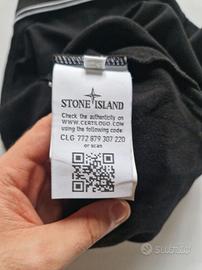 STONE ISLAND
Check the authenticity on
WWW.CERTILOGO.COM
using the following code
CLG 772 879 307 220
or scan
subito